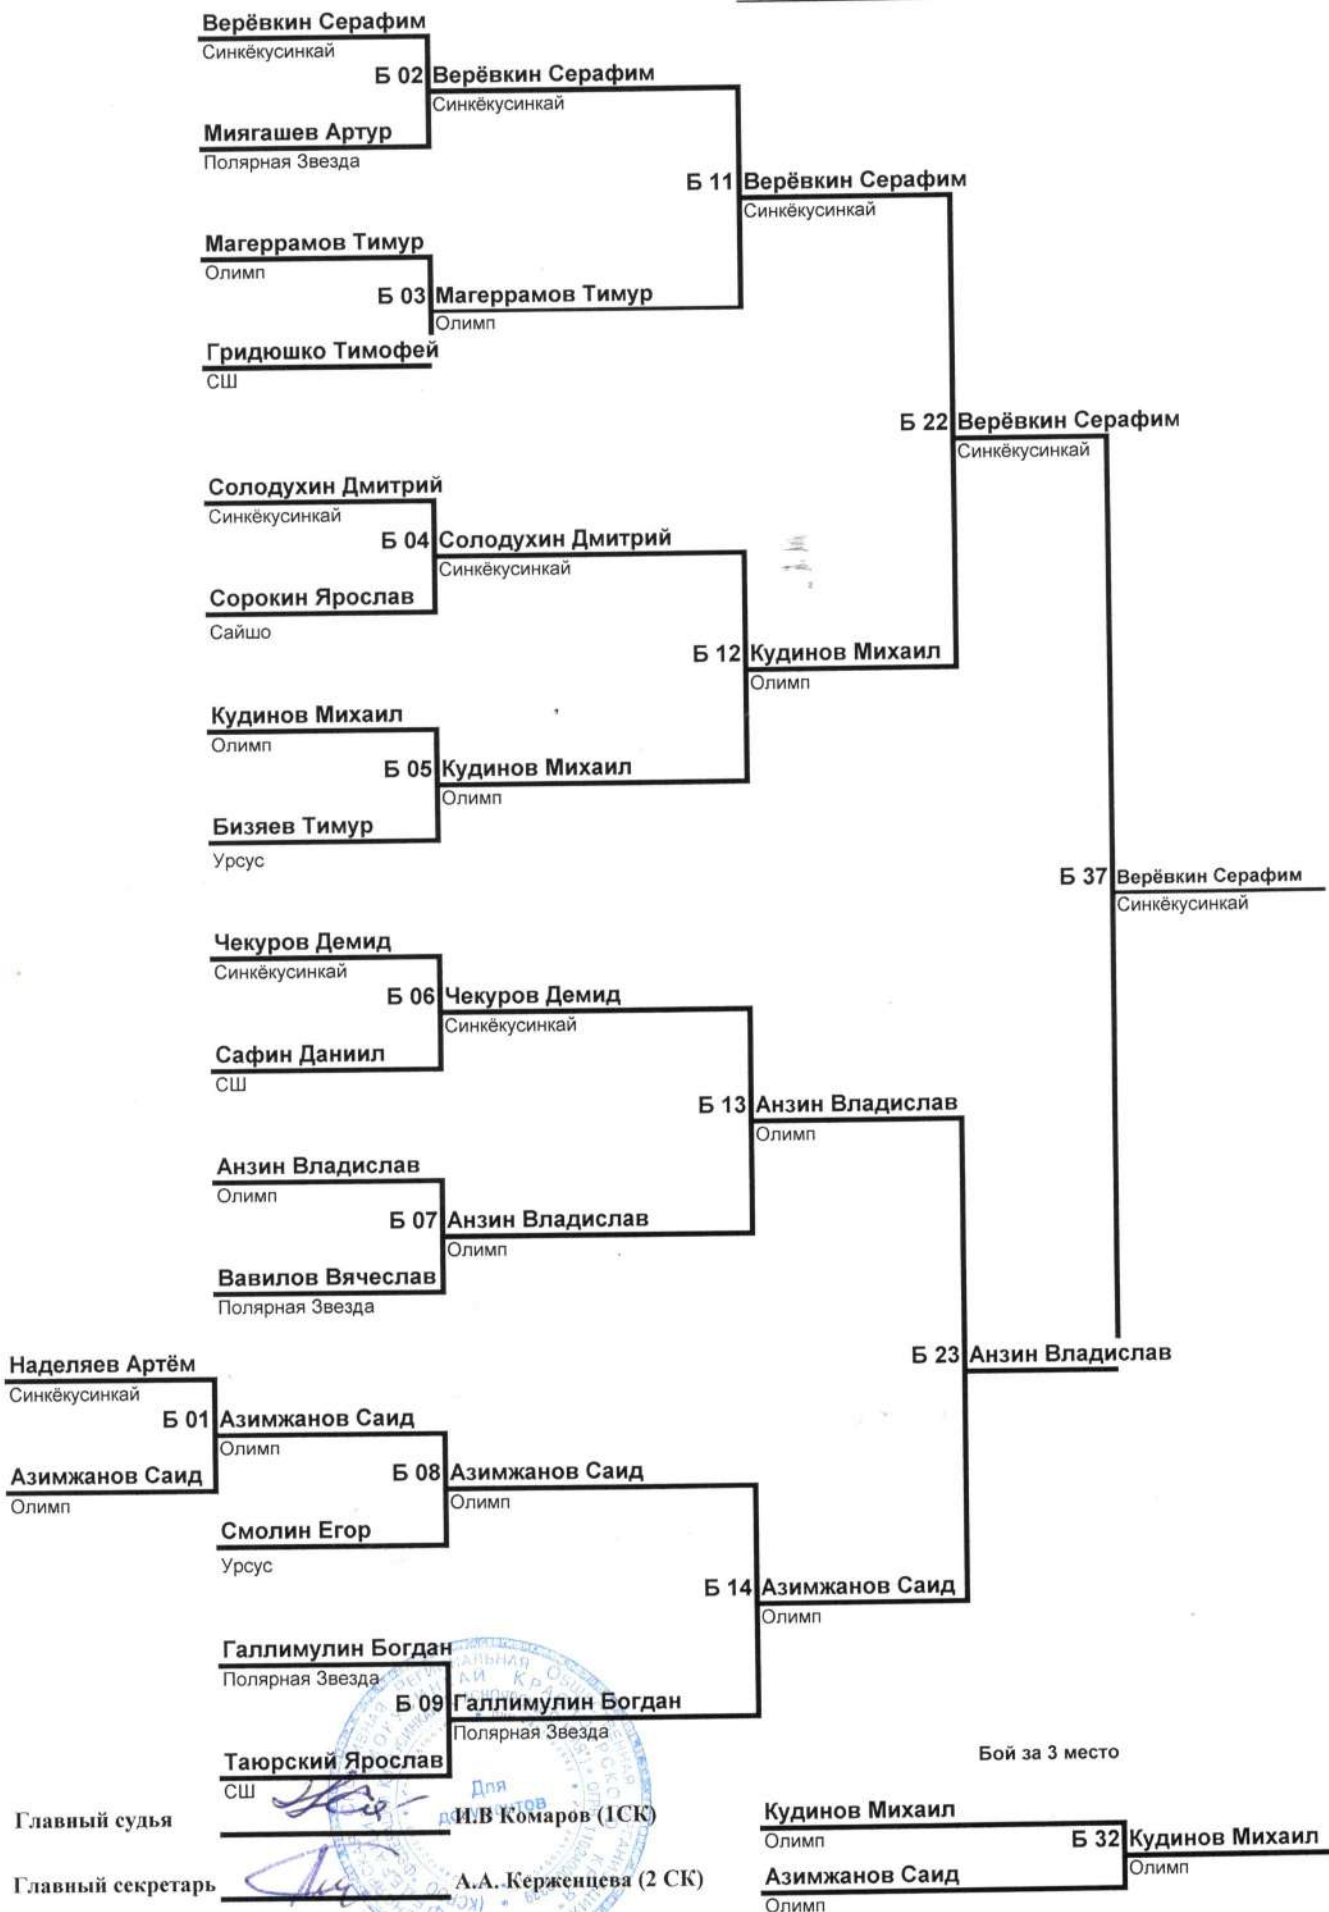 Верёвкин Серафим
Синкёкусинкай
Б 02 Верёвкин Серафим
Синкёкусинкай
Миягашев Артур
Полярная Звезда
Б 11 Верёвкин Серафим
Синкёкусинкай
Магеррамов Тимур
Олимп
Б 03 Магеррамов Тимур
Олимп
Гридюшко Тимофей
СШ
Б 22 Верёвкин Серафим
Синкёкусинкай
Солодухин Дмитрий
Синкёкусинкай
Б 04 Солодухин Дмитрий
Синкёкусинкай
Сорокин Ярослав
Сайшо
Б 12 Кудинов Михаил
Олимп
Кудинов Михаил
Олимп
Б 05 Кудинов Михаил
Олимп
Бизяев Тимур
Урсус
Б 37 Верёвкин Серафим
Синкёкусинкай
Чекуров Демид
Синкёкусинкай
Б 06 Чекуров Демид
Синкёкусинкай
Сафин Даниил
СШ
Б 13 Анзин Владислав
Олимп
Анзин Владислав
Олимп
Б 07 Анзин Владислав
Олимп
Вавилов Вячеслав
Полярная Звезда
Б 23 Анзин Владислав
Наделяев Артём
Синкёкусинкай
Б 01 Азимжанов Саид
Олимп
Азимжанов Саид
Олимп
Б 08 Азимжанов Саид
Олимп
Смолин Егор
Урсус
Б 14 Азимжанов Саид
Олимп
Галлимулин Богдан
Полярная Звезда
Б 09 Галлимулин Богдан
Полярная Звезда
Таюрский Ярослав
СШ
Для
документов
Бой за 3 место
Главный судья И.В Комаров (1СК)
Кудинов Михаил
Олимп
Б 32 Кудинов Михаил
Олимп
Главный секретарь А.А. Керженцева (2 СК)
Азимжанов Саид
Олимп